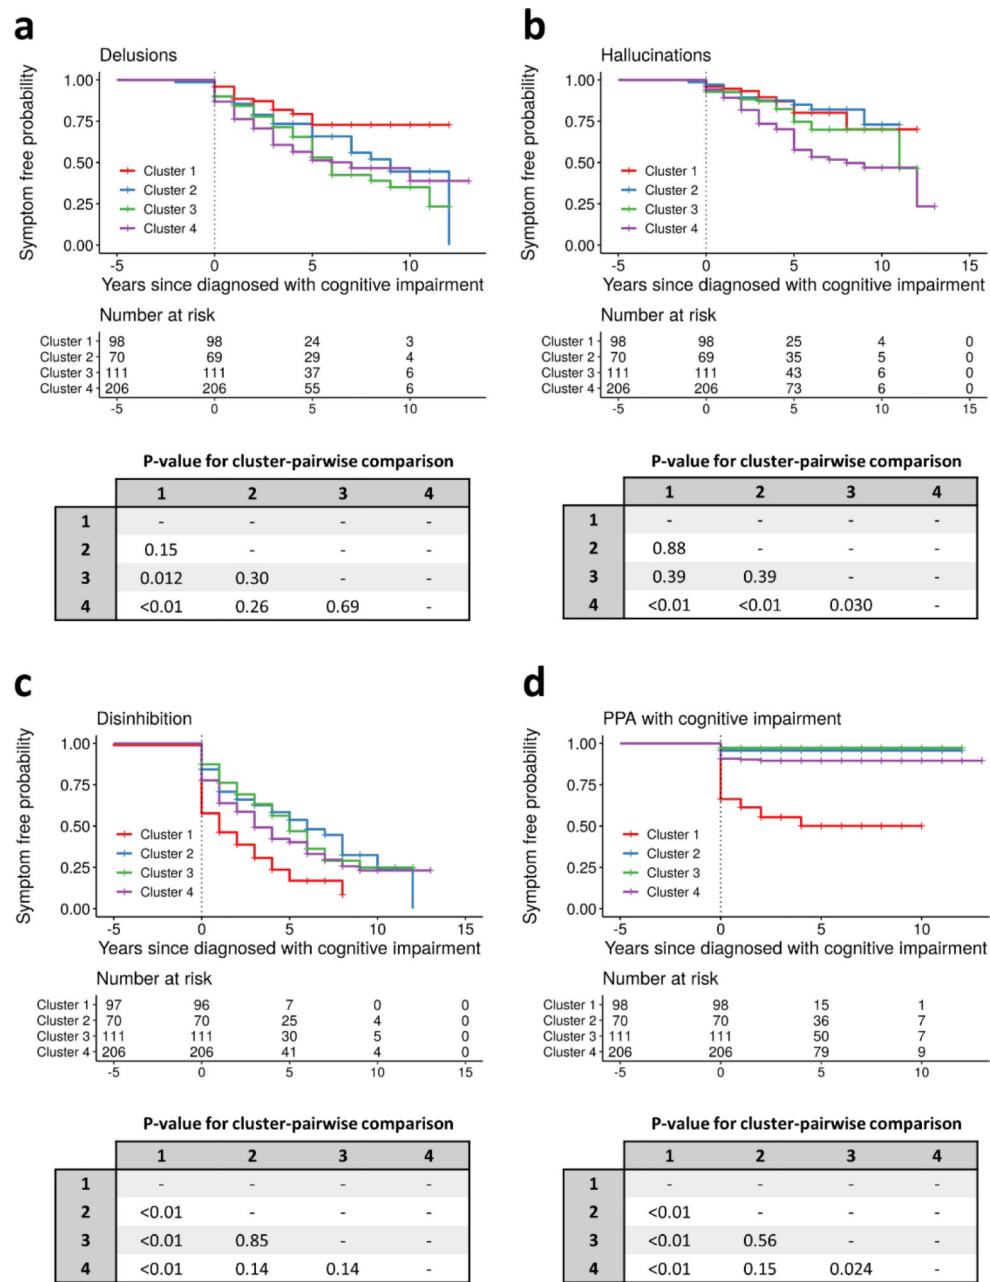 a
Delusions
Symptom free probability
1.00
0.75
0.50
0.25
0.00
Cluster 1
Cluster 2
Cluster 3
Cluster 4
-5 0 5 10
Years since diagnosed with cognitive impairment
Number at risk
Cluster 1 98 98 24 3
Cluster 2 70 69 29 4
Cluster 3 111 111 37 6
Cluster 4 206 206 55 6
-5 0 5 10
P-value for cluster-pairwise comparison
1 2 3 4
1 - - - -
2 0.15 - - -
3 0.012 0.30 - -
4 <0.01 0.26 0.69 -
b
Hallucinations
Symptom free probability
1.00
0.75
0.50
0.25
0.00
Cluster 1
Cluster 2
Cluster 3
Cluster 4
-5 0 5 10 15
Years since diagnosed with cognitive impairment
Number at risk
Cluster 1 98 98 25 4 0
Cluster 2 70 69 35 5 0
Cluster 3 111 111 43 6 0
Cluster 4 206 206 73 6 0
-5 0 5 10 15
P-value for cluster-pairwise comparison
1 2 3 4
1 - - - -
2 0.88 - - -
3 0.39 0.39 - -
4 <0.01 <0.01 0.030 -
c
Disinhibition
Symptom free probability
1.00
0.75
0.50
0.25
0.00
Cluster 1
Cluster 2
Cluster 3
Cluster 4
-5 0 5 10 15
Years since diagnosed with cognitive impairment
Number at risk
Cluster 1 97 96 7 0 0
Cluster 2 70 70 25 4 0
Cluster 3 111 111 30 5 0
Cluster 4 206 206 41 4 0
-5 0 5 10 15
P-value for cluster-pairwise comparison
1 2 3 4
1 - - - -
2 <0.01 - - -
3 <0.01 0.85 - -
4 <0.01 0.14 0.14 -
d
PPA with cognitive impairment
Symptom free probability
1.00
0.75
0.50
0.25
0.00
Cluster 1
Cluster 2
Cluster 3
Cluster 4
-5 0 5 10
Years since diagnosed with cognitive impairment
Number at risk
Cluster 1 98 98 15 1
Cluster 2 70 70 36 7
Cluster 3 111 111 50 7
Cluster 4 206 206 79 9
-5 0 5 10
P-value for cluster-pairwise comparison
1 2 3 4
1 - - - -
2 <0.01 - - -
3 <0.01 0.56 - -
4 <0.01 0.15 0.024 -